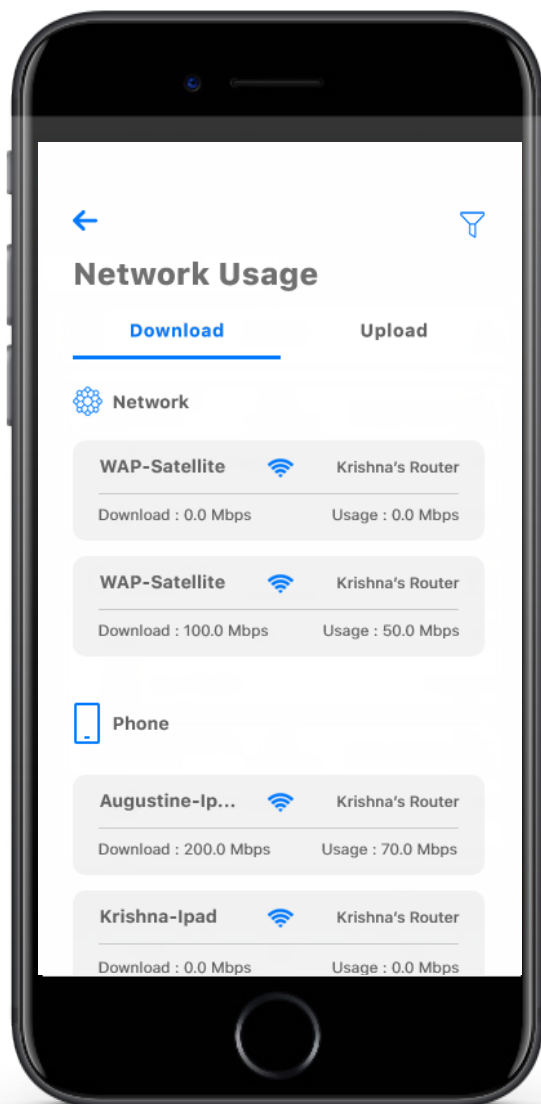 Network Usage
Download Upload
Network
WAP-Satellite Krishna's Router
Download : 0.0 Mbps Usage : 0.0 Mbps
WAP-Satellite Krishna's Router
Download : 100.0 Mbps Usage : 50.0 Mbps
Phone
Augustine-Ip... Krishna's Router
Download : 200.0 Mbps Usage : 70.0 Mbps
Krishna-Ipad Krishna's Router
Download : 0.0 Mbps Usage : 0.0 Mbps